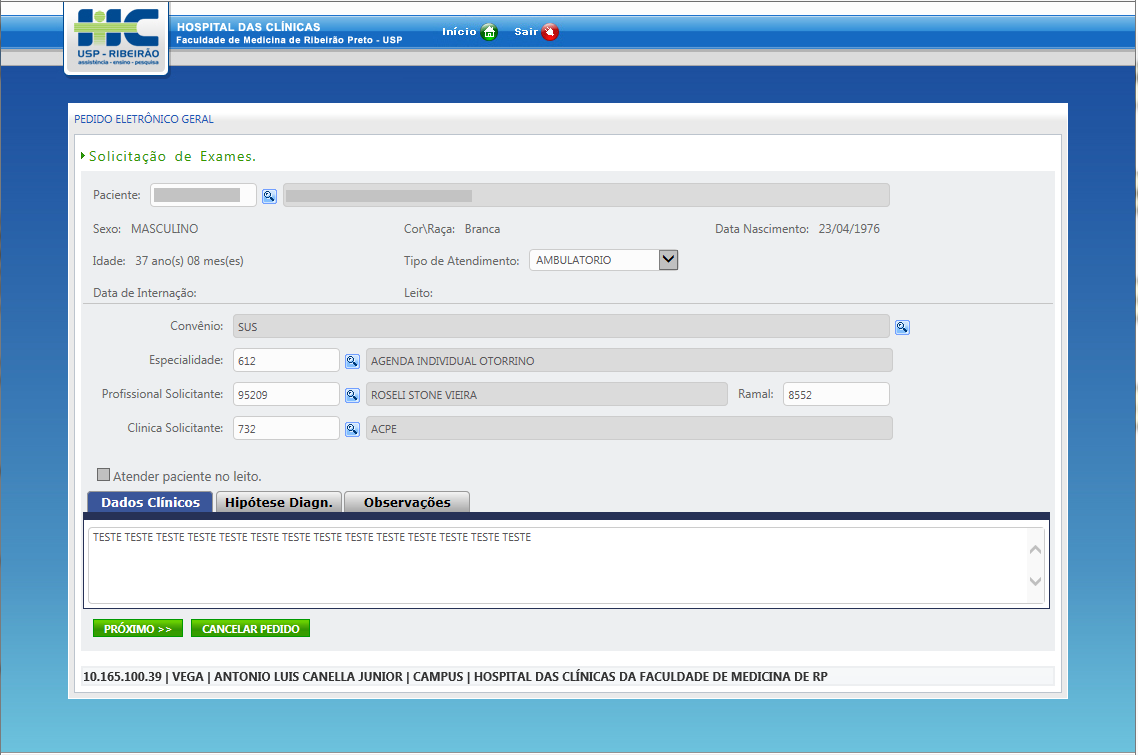 HC
USP - RIBEIRÃO
assistência - ensino - pesquisa
HOSPITAL DAS CLÍNICAS
Faculdade de Medicina de Ribeirão Preto - USP
Início Sair
PEDIDO ELETRÔNICO GERAL
Solicitação de Exames.
Paciente:
Sexo: MASCULINO Cor\Raça: Branca Data Nascimento: 23/04/1976
Idade: 37 ano(s) 08 mes(es) Tipo de Atendimento: AMBULATORIO
Data de Internação: Leito:
Convênio: SUS
Especialidade: 612 AGENDA INDIVIDUAL OTORRINO
Profissional Solicitante: 95209 ROSELI STONE VIEIRA Ramal: 8552
Clinica Solicitante: 732 ACPE
Atender paciente no leito.
Dados Clínicos Hipótese Diagn. Observações
TESTE TESTE TESTE TESTE TESTE TESTE TESTE TESTE TESTE TESTE TESTE TESTE TESTE TESTE
PRÓXIMO >> CANCELAR PEDIDO
10.165.100.39 | VEGA | ANTONIO LUIS CANELLA JUNIOR | CAMPUS | HOSPITAL DAS CLÍNICAS DA FACULDADE DE MEDICINA DE RP